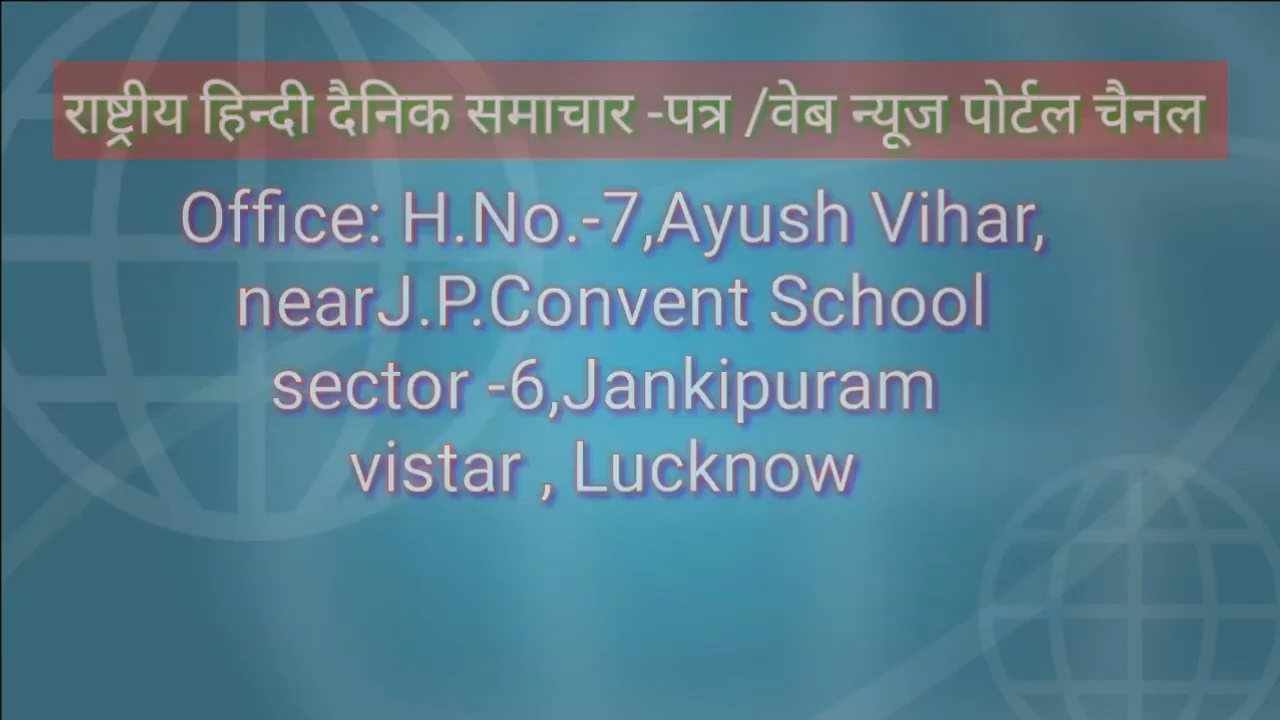 राष्ट्रीय हिन्दी दैनिक समाचार -पत्र /वेब न्यूज पोर्टल चैनल
Office: H.No.-7,Ayush Vihar,
nearJ.P.Convent School
sector -6,Jankipuram
vistar , Lucknow